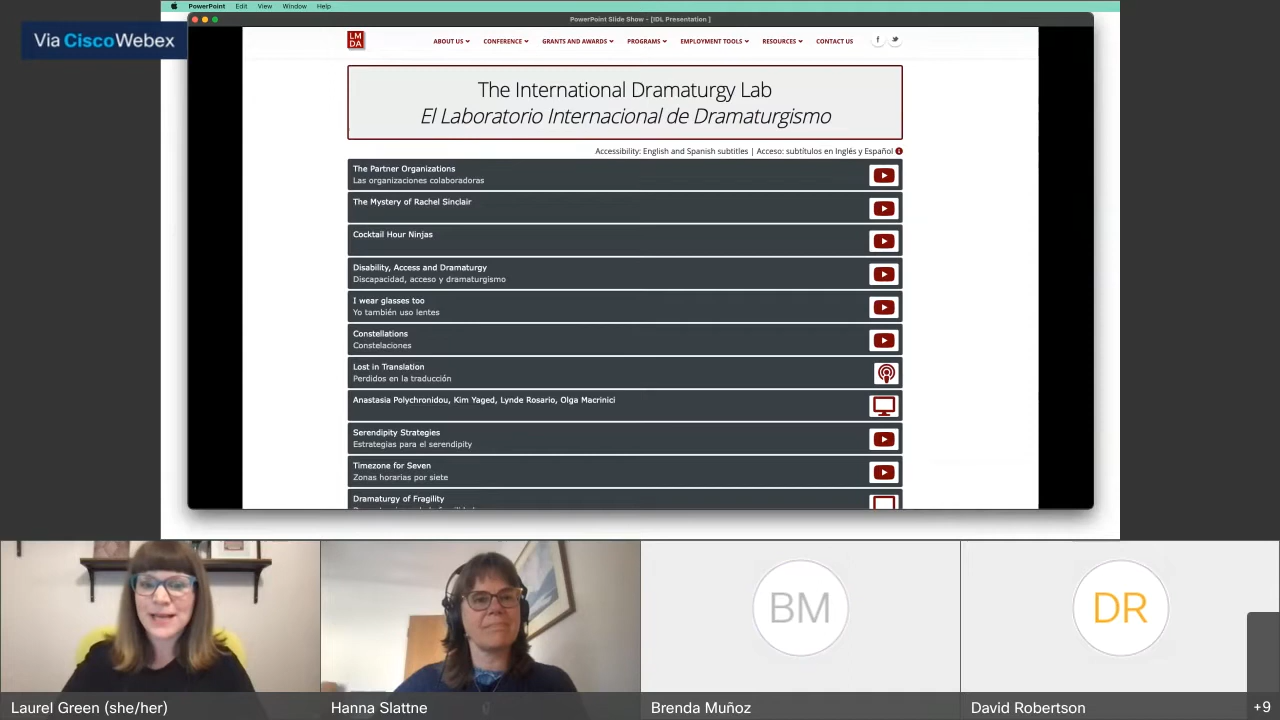 PowerPoint Edit View Window Help
PowerPoint Slide Show - [IDL Presentation ]
Via Cisco Webex
LM
DA
ABOUT US CONFERENCE GRANTS AND AWARDS PROGRAMS EMPLOYMENT TOOLS RESOURCES CONTACT US
The International Dramaturgy Lab
El Laboratorio Internacional de Dramaturgismo
Accessibility: English and Spanish subtitles | Acceso: subtítulos en Inglés y Español
The Partner Organizations
Las organizaciones colaboradoras
The Mystery of Rachel Sinclair
Cocktail Hour Ninjas
Disability, Access and Dramaturgy
Discapacidad, acceso y dramaturgismo
I wear glasses too
Yo también uso lentes
Constellations
Constelaciones
Lost in Translation
Perdidos en la traducción
Anastasia Polychronidou, Kim Yaged, Lynde Rosario, Olga Macrinici
Serendipity Strategies
Estrategias para el serendipity
Timezone for Seven
Zonas horarias por siete
Dramaturgy of Fragility
BM
DR
Laurel Green (she/her)
Hanna Slattne
Brenda Muñoz
David Robertson
+9